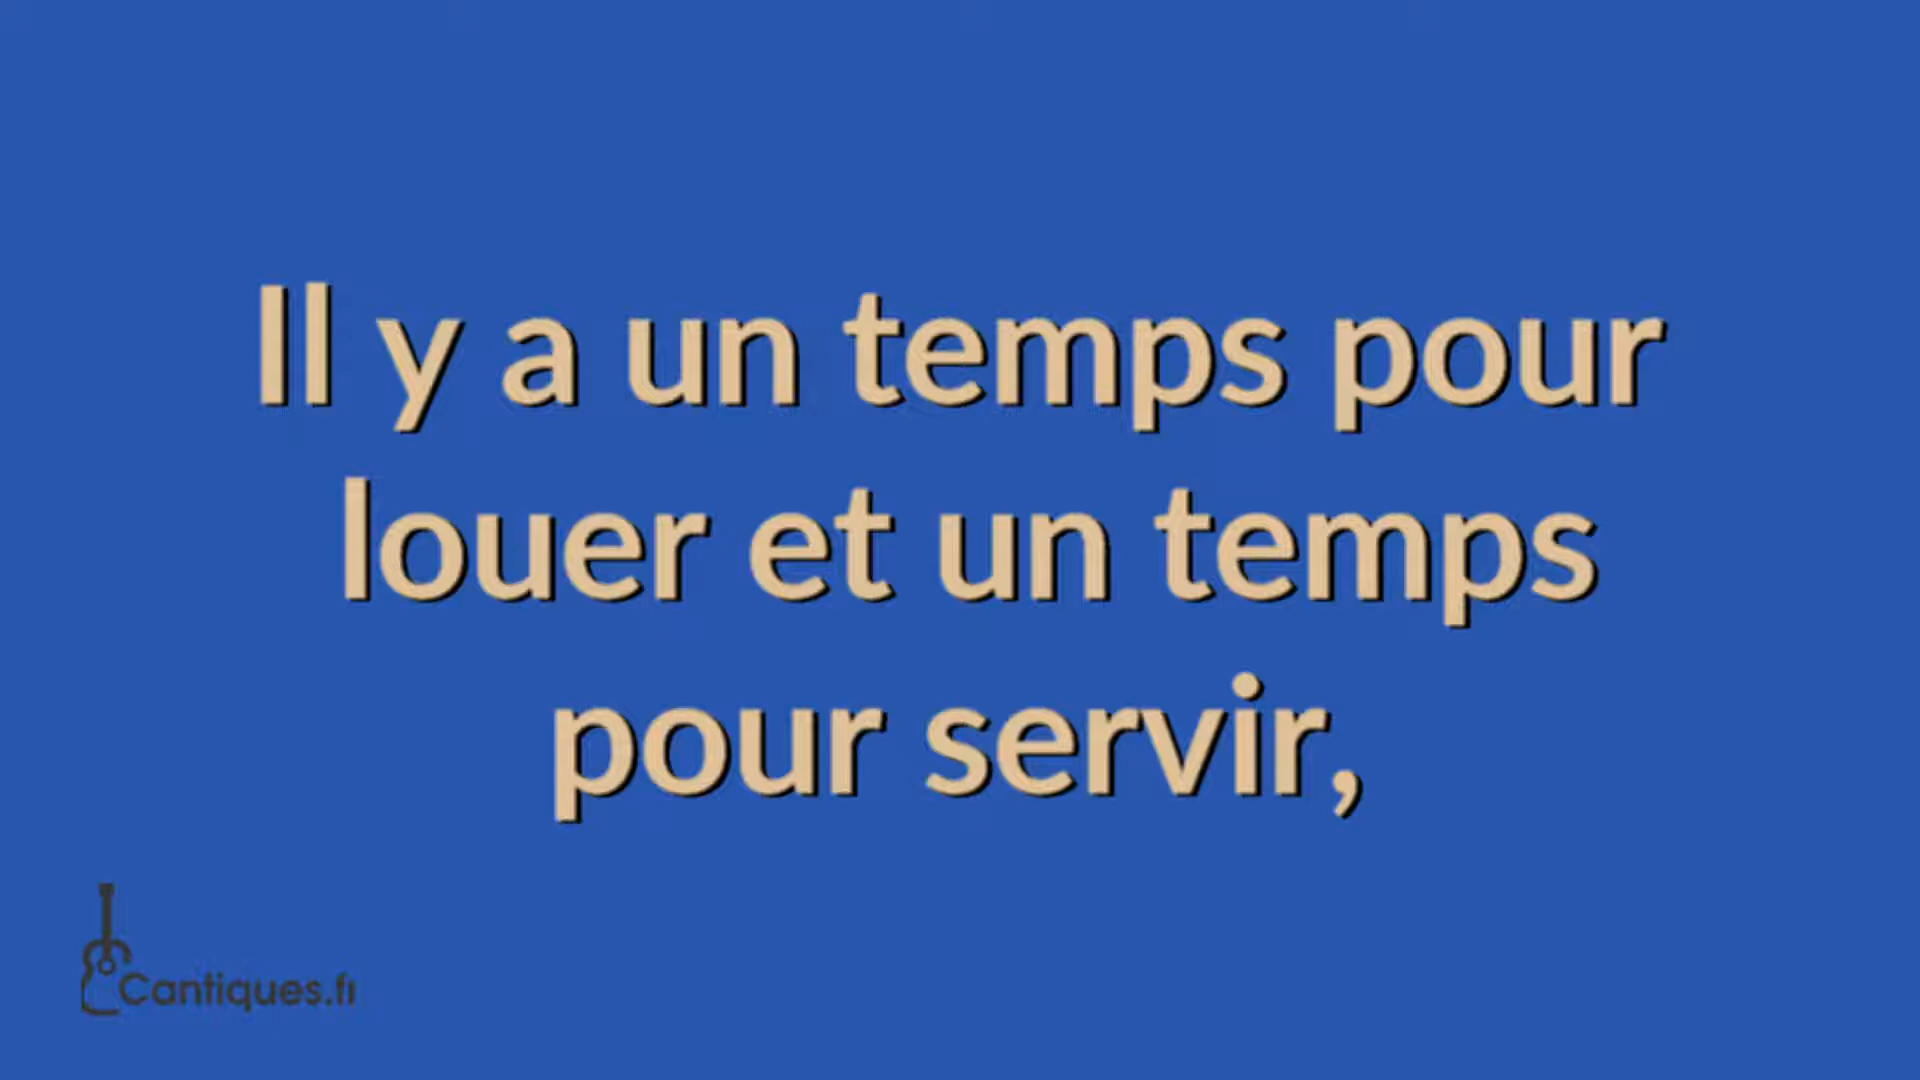 Il y a un temps pour
louer et un temps
pour servir,
Cantiques.fr